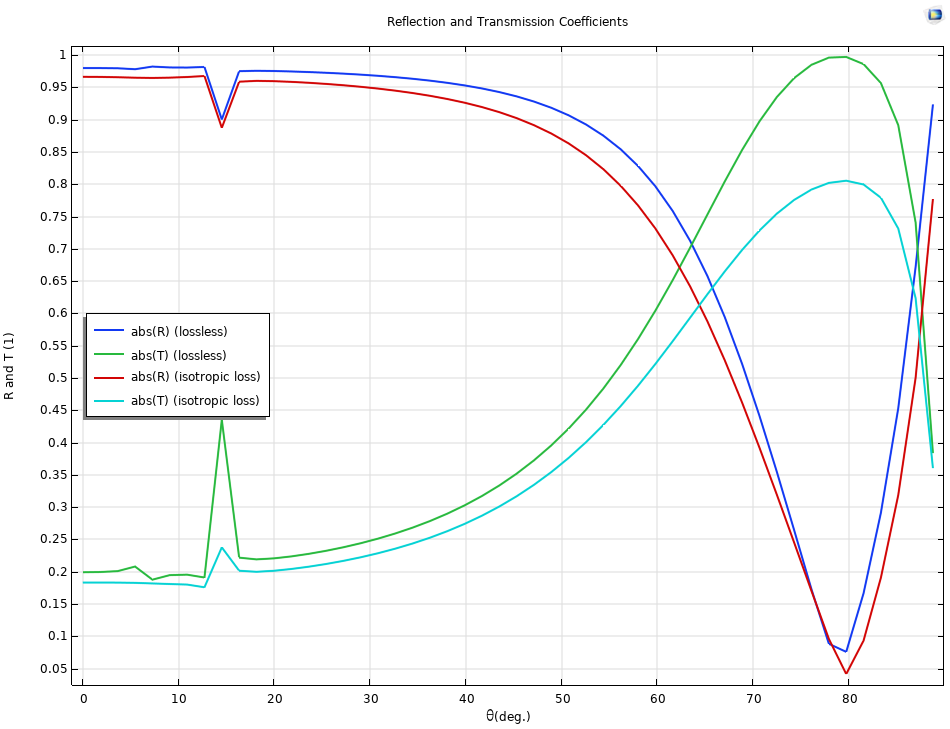 Reflection and Transmission Coefficients
1
0.95
0.9
0.85
0.8
0.75
0.7
0.65
0.6
0.55
0.5
0.45
0.4
0.35
0.3
0.25
0.2
0.15
0.1
0.05
R and T (1)
abs(R) (lossless)
abs(T) (lossless)
abs(R) (isotropic loss)
abs(T) (isotropic loss)
0 10 20 30 40 50 60 70 80
θ̂(deg.)